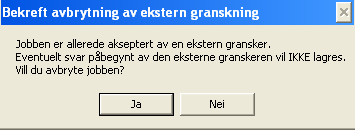 Bekreft avbrytning av ekstern granskning
Jobben er allerede akseptert av en ekstern gransker.
Eventuelt svar påbegynt av den eksterne granskeren vil IKKE lagres.
Vill du avbryte jobben?
Ja
Nei